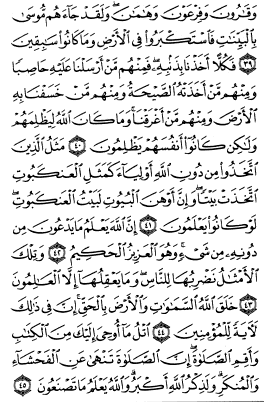 وَقَٰرُونَ وَفِرْعَوْنَ وَهَٰمَٰنَ ۖ وَلَقَدْ جَآءَهُم مُّوسَىٰ
بِٱلْبَيِّنَٰتِ فَٱسْتَكْبَرُوا۟ فِى ٱلْأَرْضِ وَمَا كَانُوا۟ سَٰبِقِينَ
﴿٣٩﴾ فَكُلًّا أَخَذْنَا بِذَنۢبِهِۦ ۖ فَمِنْهُم مَّنْ أَرْسَلْنَا عَلَيْهِ حَاصِبًا
وَمِنْهُم مَّنْ أَخَذَتْهُ ٱلصَّيْحَةُ وَمِنْهُم مَّنْ خَسَفْنَا بِهِ
ٱلْأَرْضَ وَمِنْهُم مَّنْ أَغْرَقْنَا ۚ وَمَا كَانَ ٱللَّهُ لِيَظْلِمَهُمْ
وَلَٰكِن كَانُوٓا۟ أَنفُسَهُمْ يَظْلِمُونَ ﴿٤٠﴾ مَثَلُ ٱلَّذِينَ
ٱتَّخَذُوا۟ مِن دُونِ ٱللَّهِ أَوْلِيَآءَ كَمَثَلِ ٱلْعَنكَبُوتِ
ٱتَّخَذَتْ بَيْتًا ۖ وَإِنَّ أَوْهَنَ ٱلْبُيُوتِ لَبَيْتُ ٱلْعَنكَبُوتِ ۖ
لَوْ كَانُوا۟ يَعْلَمُونَ ﴿٤١﴾ إِنَّ ٱللَّهَ يَعْلَمُ مَا يَدْعُونَ مِن
دُونِهِۦ مِن شَىْءٍ ۚ وَهُوَ ٱلْعَزِيزُ ٱلْحَكِيمُ ﴿٤٢﴾ وَتِلْكَ
ٱلْأَمْثَٰلُ نَضْرِبُهَا لِلنَّاسِ ۖ وَمَا يَعْقِلُهَآ إِلَّا ٱلْعَٰلِمُونَ
﴿٤٣﴾ خَلَقَ ٱللَّهُ ٱلسَّمَٰوَٰتِ وَٱلْأَرْضَ بِٱلْحَقِّ ۚ إِنَّ فِى ذَٰلِكَ
لَءَايَةً لِّلْمُؤْمِنِينَ ﴿٤٤﴾ ٱتْلُ مَآ أُوحِىَ إِلَيْكَ مِنَ ٱلْكِتَٰبِ
وَأَقِمِ ٱلصَّلَوٰةَ ۖ إِنَّ ٱلصَّلَوٰةَ تَنْهَىٰ عَنِ ٱلْفَحْشَآءِ
وَٱلْمُنكَرِ ۗ وَلَذِكْرُ ٱللَّهِ أَكْبَرُ ۗ وَٱللَّهُ يَعْلَمُ مَا تَصْنَعُونَ ﴿٤٥﴾